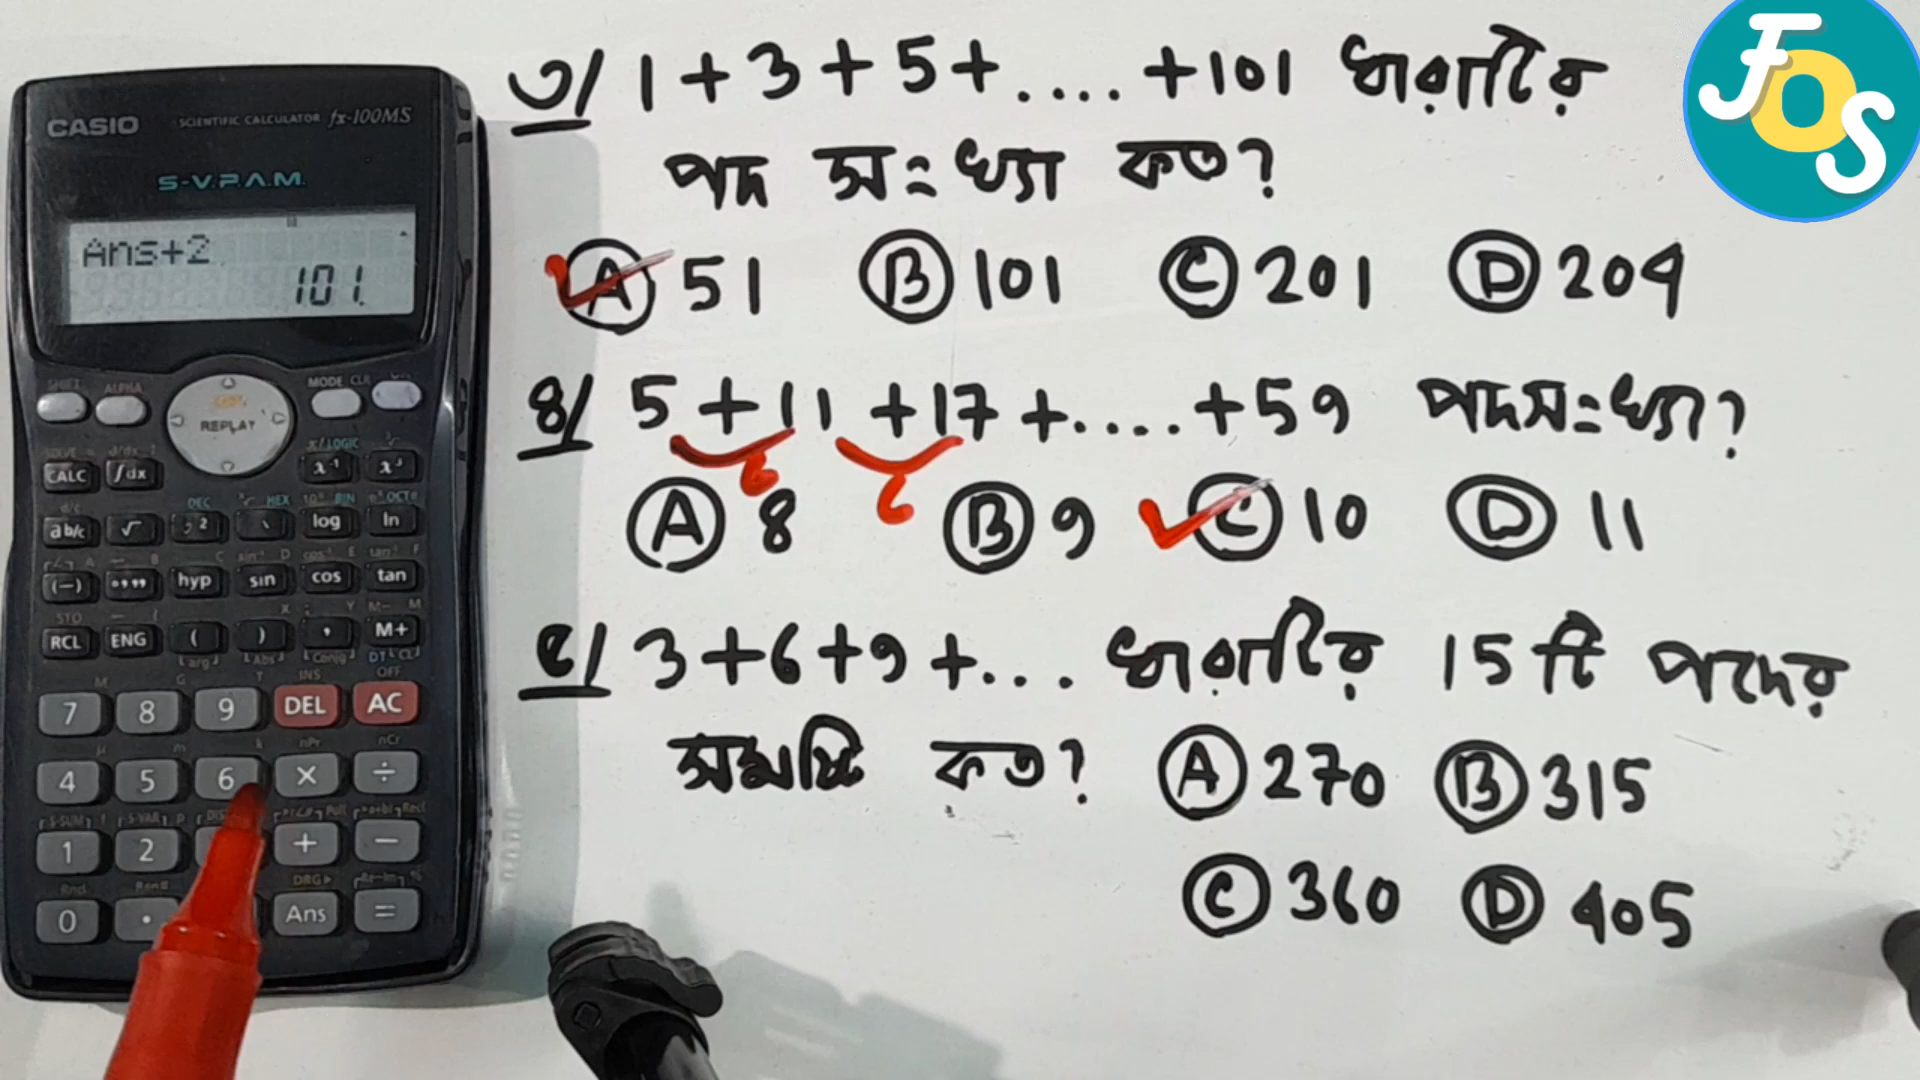 CASIO SCIENTIFIC CALCULATOR fx-100MS
S-V.P.A.M.
Ans+2
101.
SHIFT ALPHA MODE CLR
REPLAY
CALC ∫dx x⁻¹ x³
ab/c √ log ln
(−) hyp sin cos tan
RCL ENG ( ) , M+
7 8 9 DEL AC
4 5 6 × ÷
1 2 + −
0 · Ans =
৩/ 1+3+5+....+101 ধারাটির
পদ সংখ্যা কত?
Ⓐ 51 Ⓑ 101 Ⓒ 201 Ⓓ 204
৪/ 5+11+17+....+59 পদসংখ্যা?
6 6
Ⓐ 8 Ⓑ 9 Ⓒ 10 Ⓓ 11
৫/ 3+6+9+... ধারাটির 15টি পদের
সমষ্টি কত? Ⓐ 270 Ⓑ 315
Ⓒ 360 Ⓓ 405
FOS